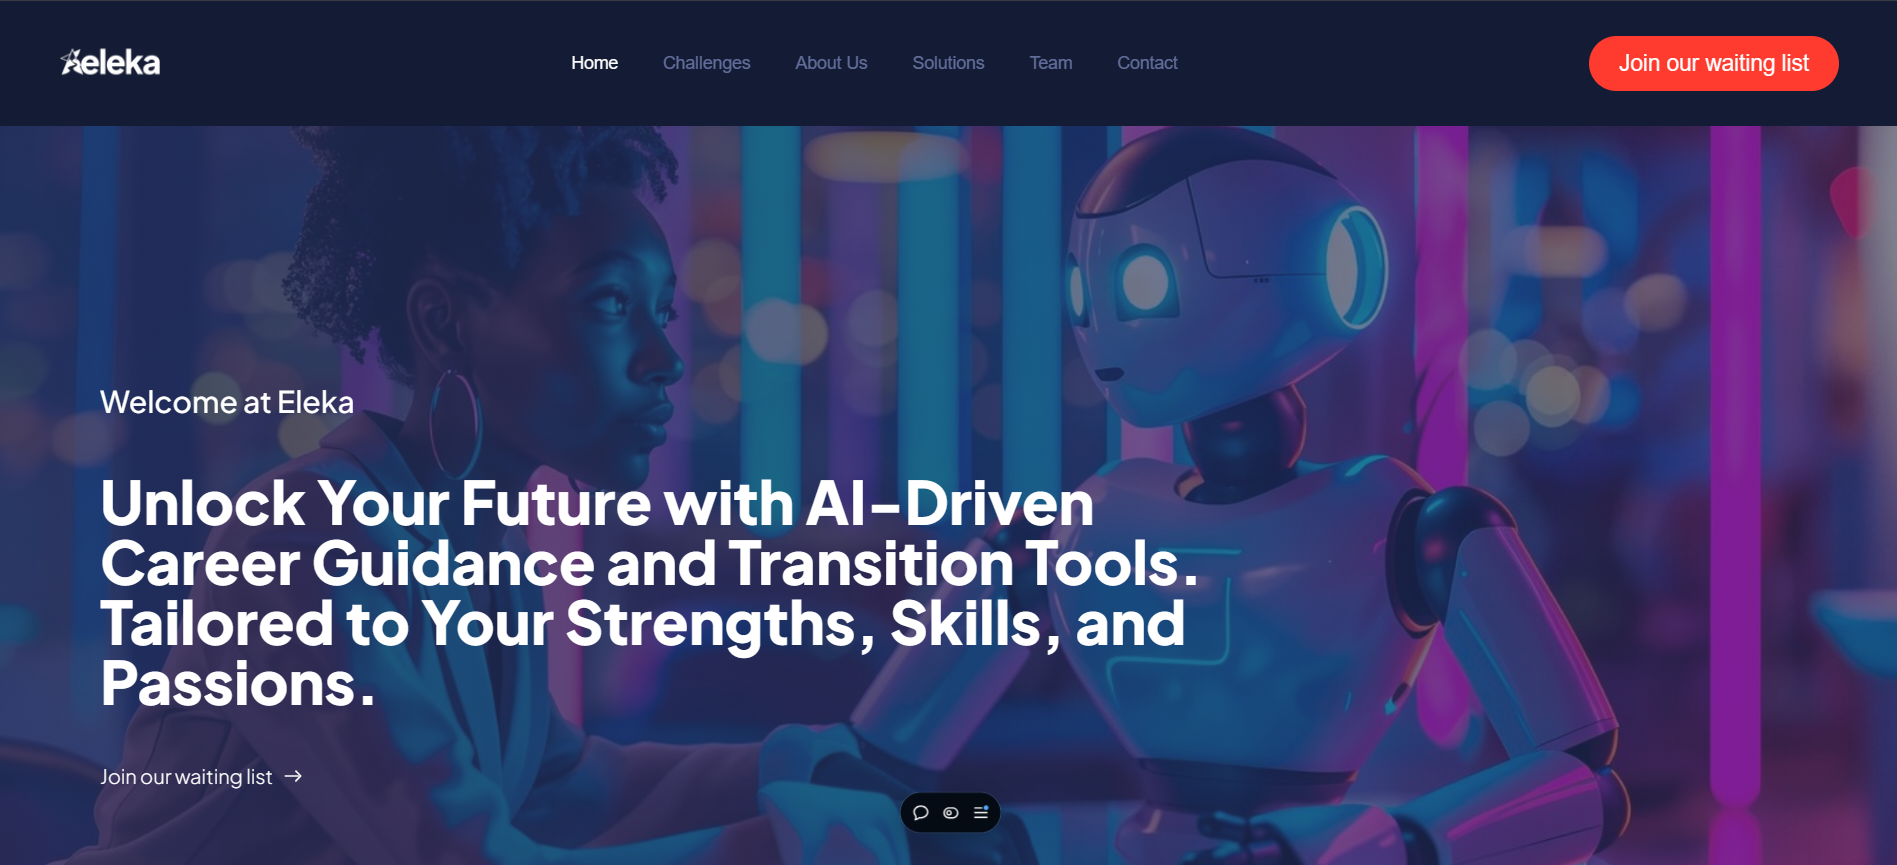 eleka
Home Challenges About Us Solutions Team Contact
Join our waiting list
Welcome at Eleka
Unlock Your Future with AI-Driven
Career Guidance and Transition Tools.
Tailored to Your Strengths, Skills, and
Passions.
Join our waiting list →